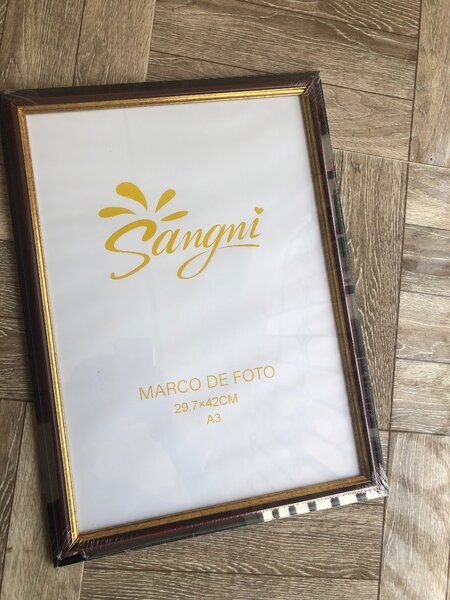 Sangni
MARCO DE FOTO
29.7×42CM
A3